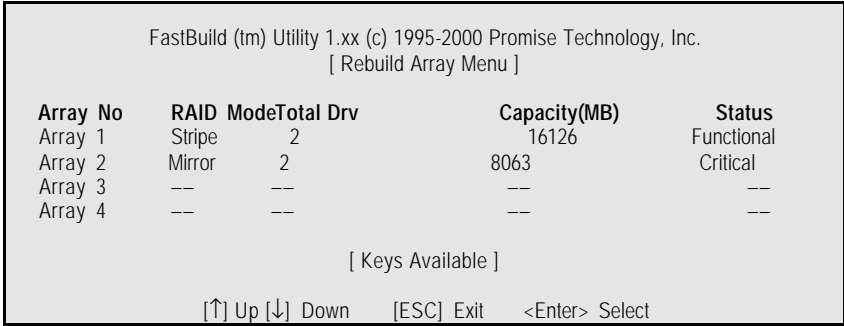 FastBuild (tm) Utility 1.xx (c) 1995-2000 Promise Technology, Inc.
[ Rebuild Array Menu ]
Array No RAID ModeTotal Drv Capacity(MB) Status
Array 1 Stripe 2 16126 Functional
Array 2 Mirror 2 8063 Critical
Array 3 –– –– –– ––
Array 4 –– –– –– ––
[ Keys Available ]
[↑] Up [↓] Down [ESC] Exit <Enter> Select